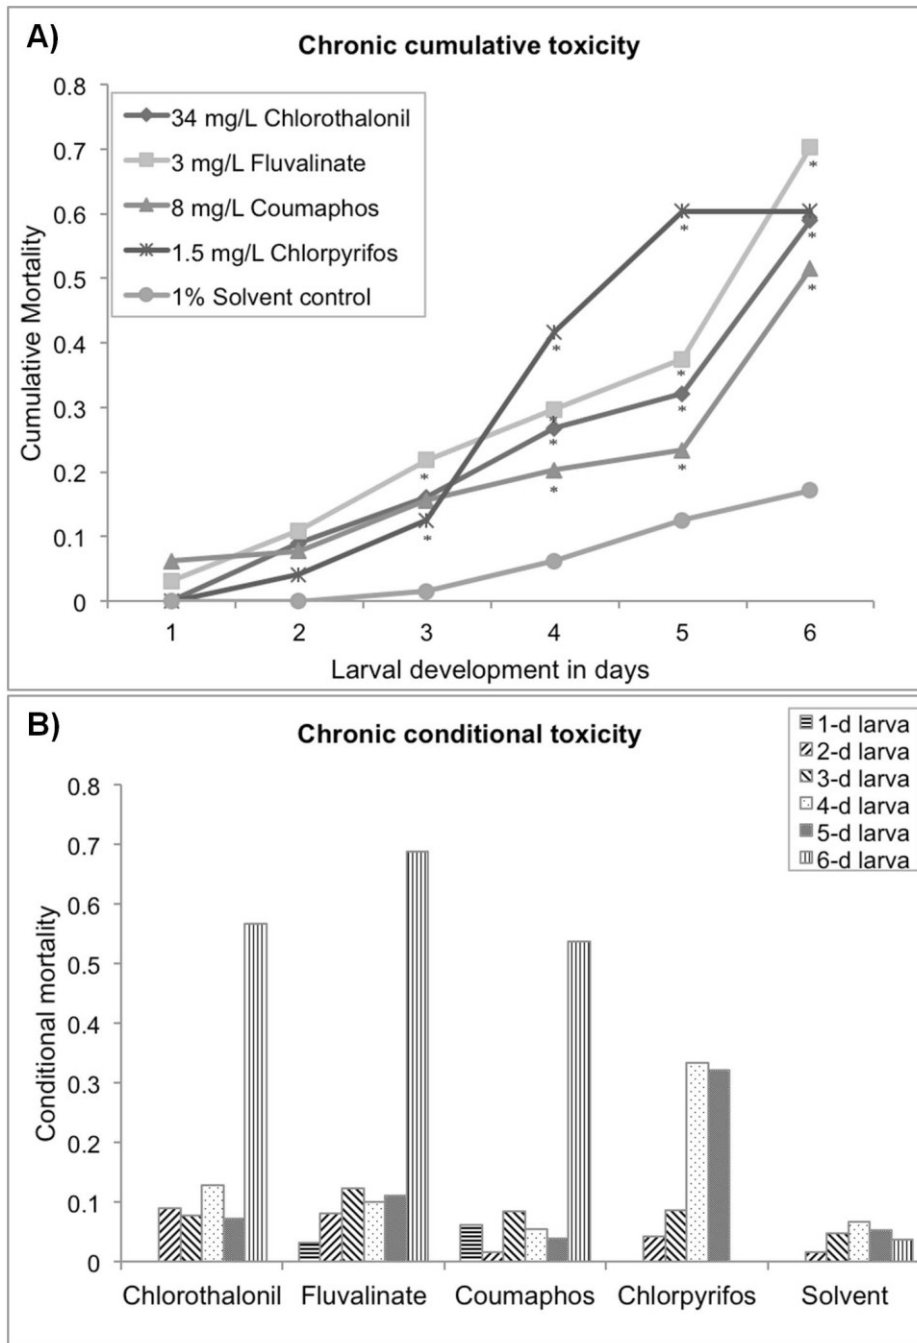 A)
Chronic cumulative toxicity
0.8
0.7
0.6
0.5
0.4
0.3
0.2
0.1
0
Cumulative Mortality
34 mg/L Chlorothalonil
3 mg/L Fluvalinate
8 mg/L Coumaphos
1.5 mg/L Chlorpyrifos
1% Solvent control
* * * * * * * * * * * * * *
1 2 3 4 5 6
Larval development in days
B)
Chronic conditional toxicity
1-d larva
2-d larva
3-d larva
4-d larva
5-d larva
6-d larva
0.8
0.7
0.6
0.5
0.4
0.3
0.2
0.1
0
Conditional mortality
Chlorothalonil Fluvalinate Coumaphos Chlorpyrifos Solvent